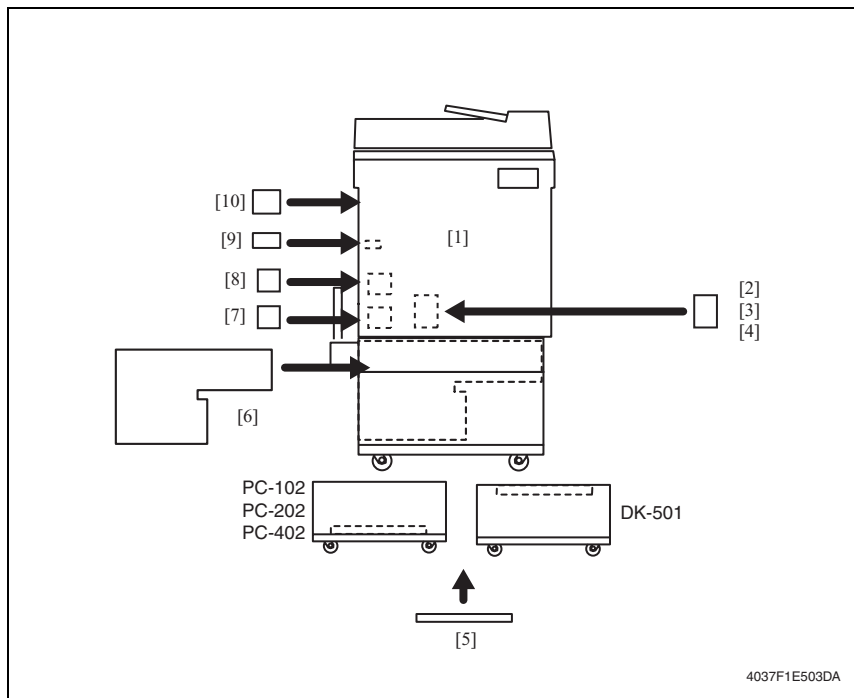 [10]
[9]
[8]
[7]
[6]
[1]
[2]
[3]
[4]
PC-102
PC-202
PC-402
DK-501
[5]
4037F1E503DA